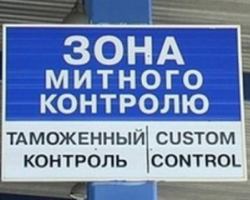 ЗОНА
МИТНОГО
КОНТРОЛЮ
ТАМОЖЕННЫЙ
КОНТРОЛЬ
CUSTOM
CONTROL